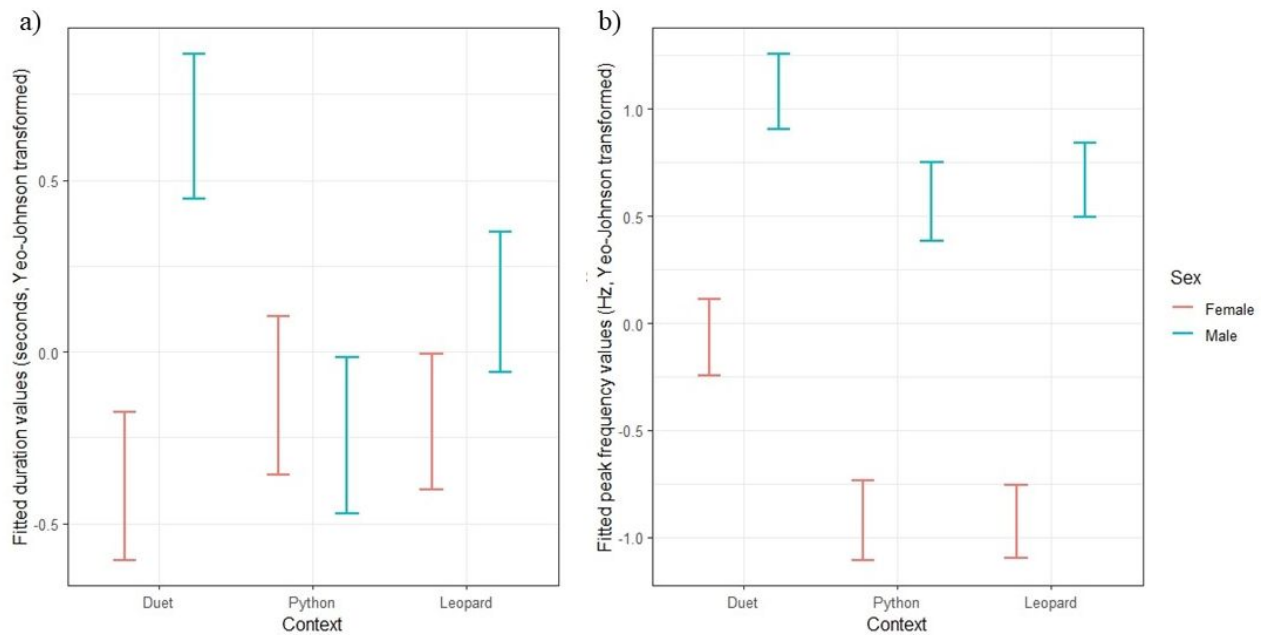 a)
Fitted duration values (seconds, Yeo-Johnson transformed)
0.5
0.0
-0.5
Duet
Python
Leopard
Context
b)
Fitted peak frequency values (Hz, Yeo-Johnson transformed)
1.0
0.5
0.0
-0.5
-1.0
Duet
Python
Leopard
Context
Sex
Female
Male